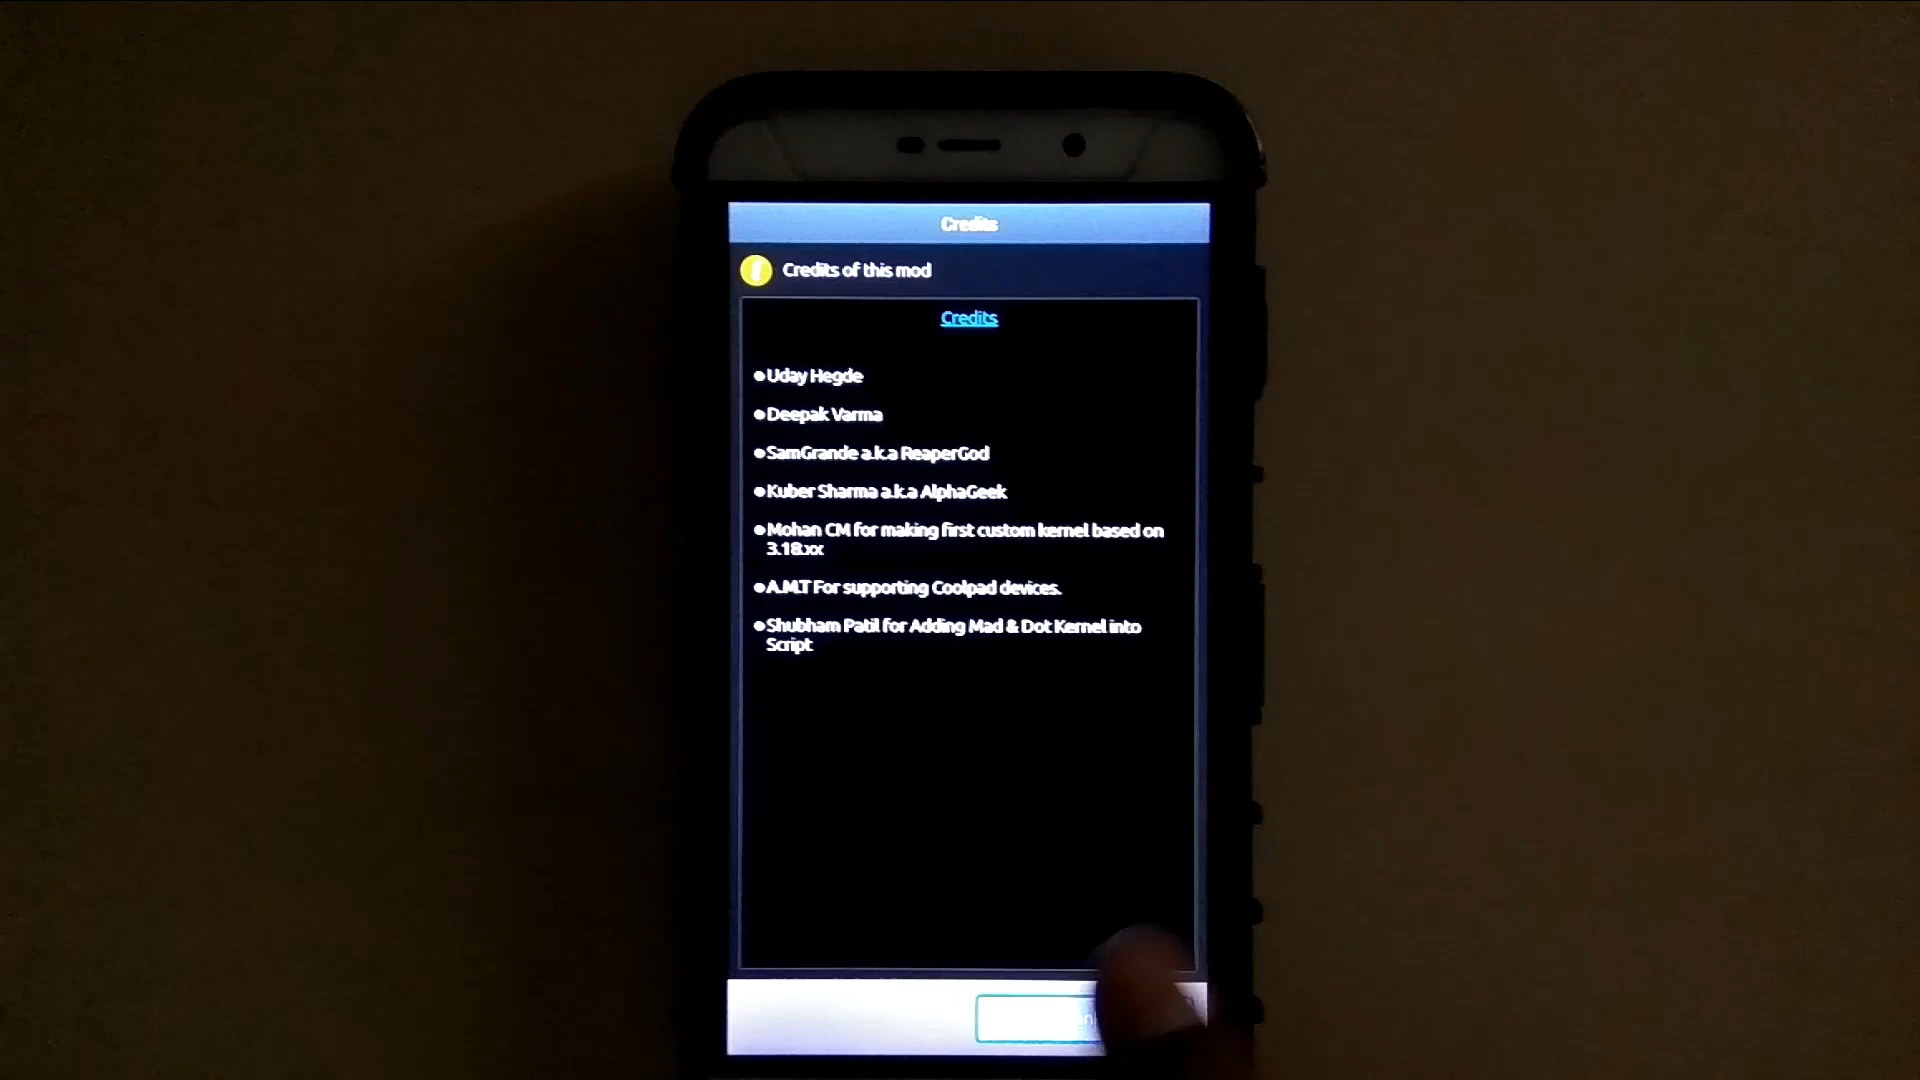 Credits
Credits of this mod
Credits
●Uday Hegde
●Deepak Varma
●SamGrande a.k.a ReaperGod
●Kuber Sharma a.k.a AlphaGeek
●Mohan CM for making first custom kernel based on
3.18.xx
●A.M.T For supporting Coolpad devices.
●Shubham Patil for Adding Mad & Dot Kernel into
Script